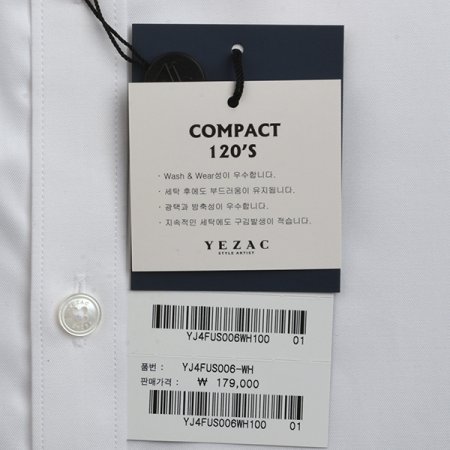 COMPACT
120'S
· Wash & Wear성이 우수합니다.
· 세탁 후에도 부드러움이 유지됩니다.
· 광택과 방축성이 우수합니다.
· 지속적인 세탁에도 구김발생이 적습니다.
YEZAC
STYLE ARTIST
YJ4FUS006WH100 01
품번 : YJ4FUS006-WH
판매가격 : ₩ 179,000
YJ4FUS006WH100 01